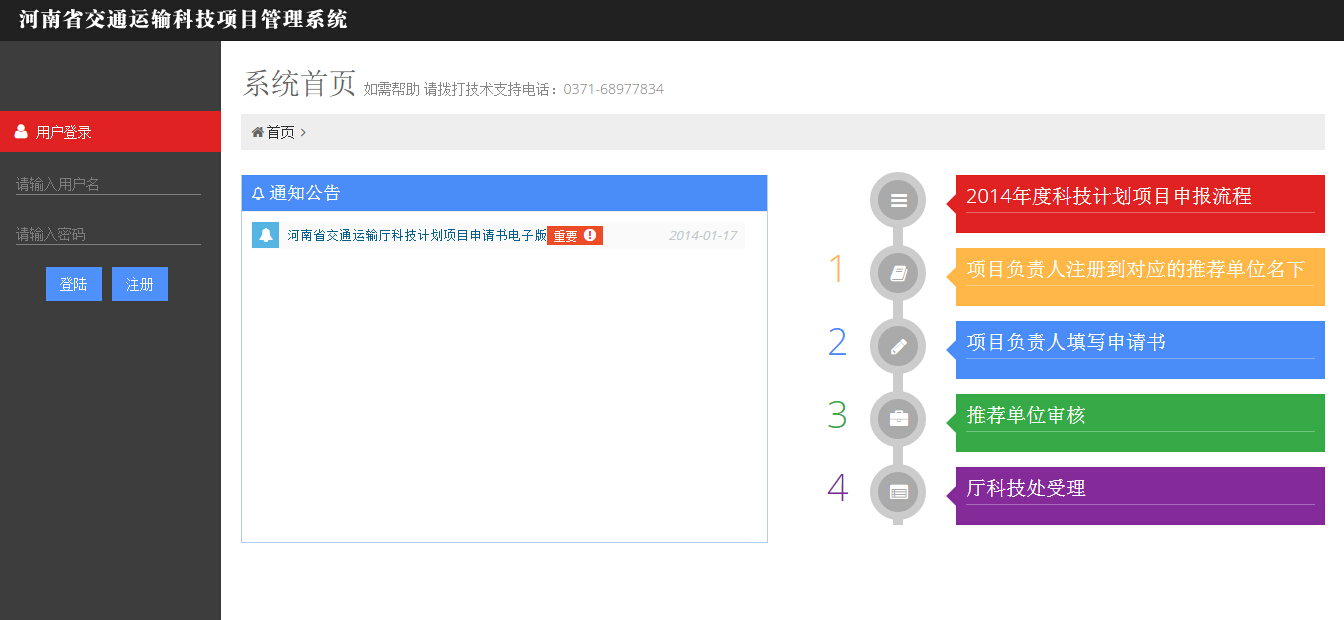 河南省交通运输科技项目管理系统
用户登录
请输入用户名
请输入密码
登陆 注册
系统首页 如需帮助 请拨打技术支持电话：0371-68977834
首页
通知公告
河南省交通运输厅科技计划项目申请书电子版 重要 2014-01-17
2014年度科技计划项目申报流程
1 项目负责人注册到对应的推荐单位名下
2 项目负责人填写申请书
3 推荐单位审核
4 厅科技处受理